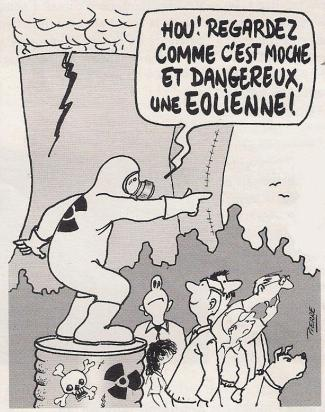 HOU! REGARDEZ
COMME C'EST MOCHE
ET DANGEREUX,
UNE EOLIENNE!